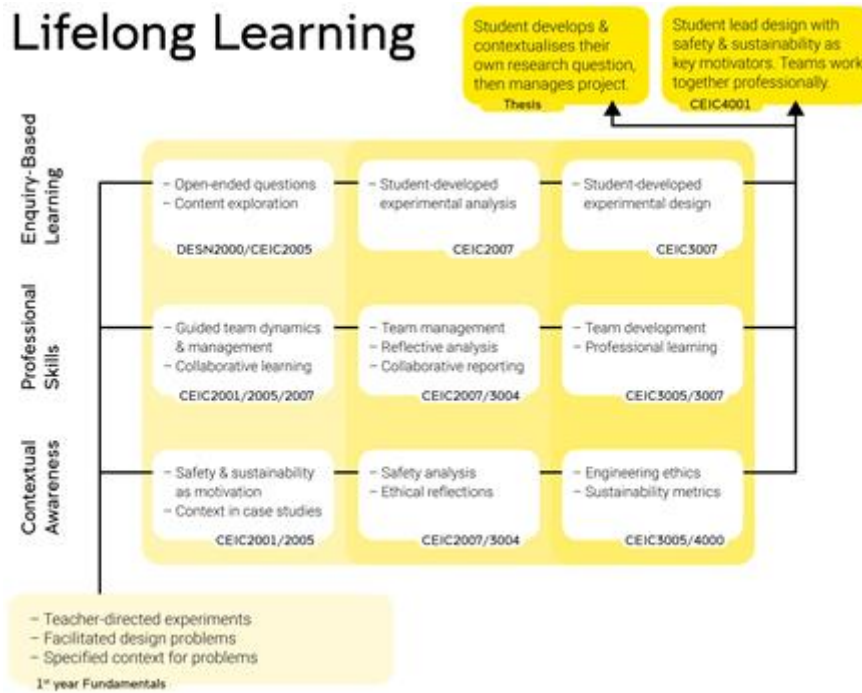 Lifelong Learning
Student develops &
contextualises their
own research question,
then manages project.
Thesis
Student lead design with
safety & sustainability as
key motivators. Teams work
together professionally.
CEIC4001
Enquiry-Based
Learning
– Open-ended questions
– Content exploration
DESN2000/CEIC2005
– Student-developed
experimental analysis
CEIC2007
– Student-developed
experimental design
CEIC3007
Professional
Skills
– Guided team dynamics
& management
– Collaborative learning
CEIC2001/2005/2007
– Team management
– Reflective analysis
– Collaborative reporting
CEIC2007/3004
– Team development
– Professional learning
CEIC3005/3007
Contextual
Awareness
– Safety & sustainability
as motivation
– Context in case studies
CEIC2001/2005
– Safety analysis
– Ethical reflections
CEIC2007/3004
– Engineering ethics
– Sustainability metrics
CEIC3005/4000
– Teacher-directed experiments
– Facilitated design problems
– Specified context for problems
1st year Fundamentals